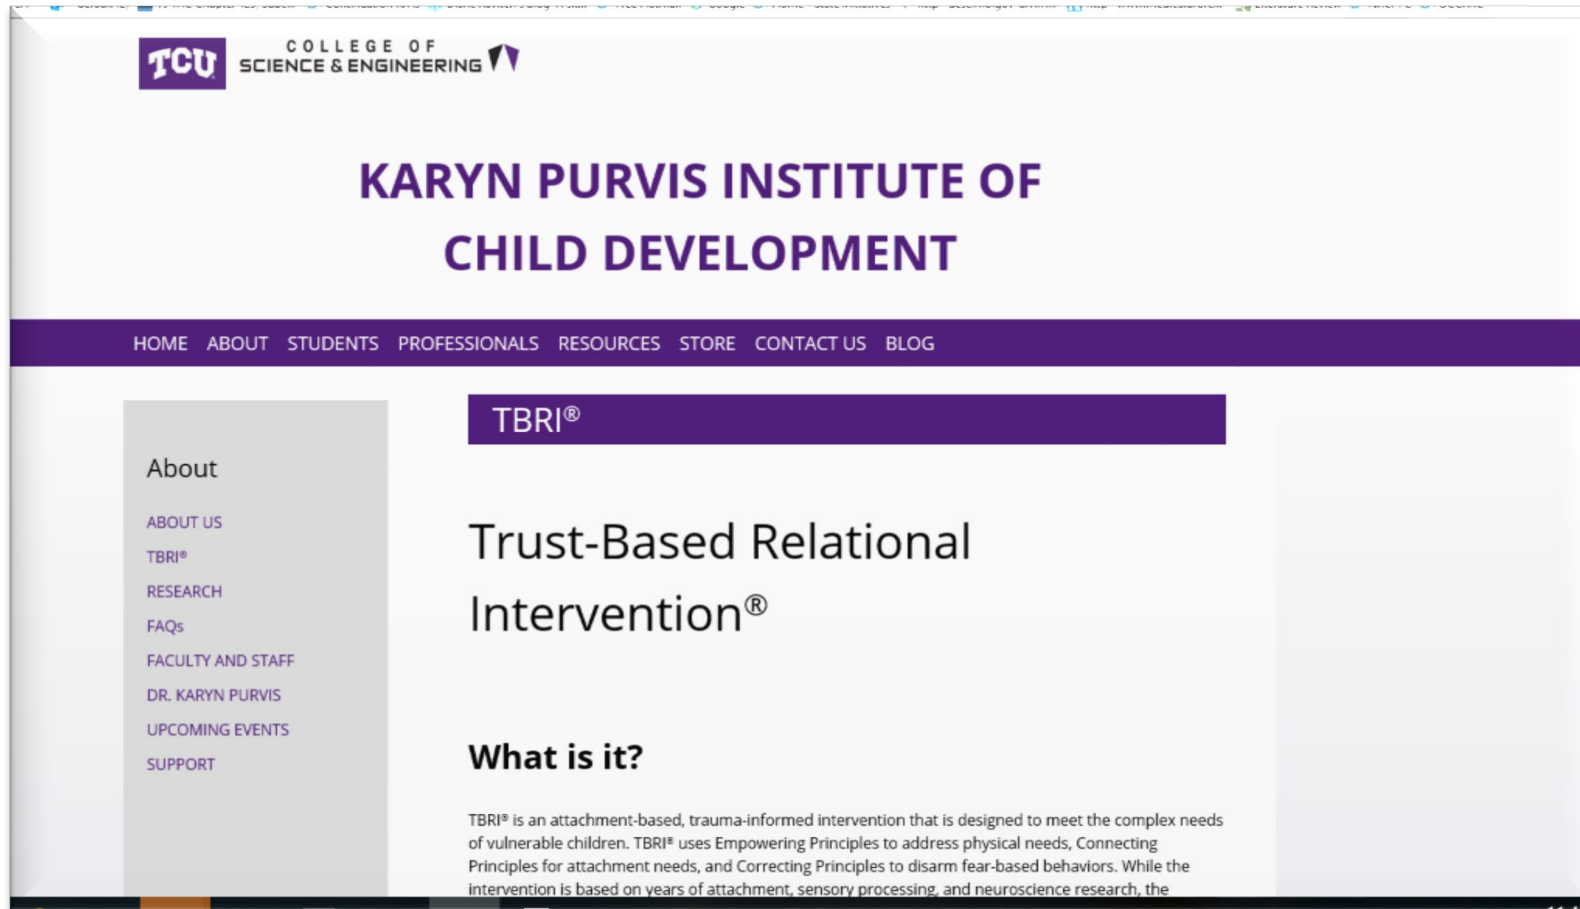 TCU
COLLEGE OF
SCIENCE & ENGINEERING
KARYN PURVIS INSTITUTE OF
CHILD DEVELOPMENT
HOME ABOUT STUDENTS PROFESSIONALS RESOURCES STORE CONTACT US BLOG
About
ABOUT US
TBRI®
RESEARCH
FAQs
FACULTY AND STAFF
DR. KARYN PURVIS
UPCOMING EVENTS
SUPPORT
TBRI®
Trust-Based Relational
Intervention®
What is it?
TBRI® is an attachment-based, trauma-informed intervention that is designed to meet the complex needs
of vulnerable children. TBRI® uses Empowering Principles to address physical needs, Connecting
Principles for attachment needs, and Correcting Principles to disarm fear-based behaviors. While the
intervention is based on years of attachment, sensory processing, and neuroscience research, the